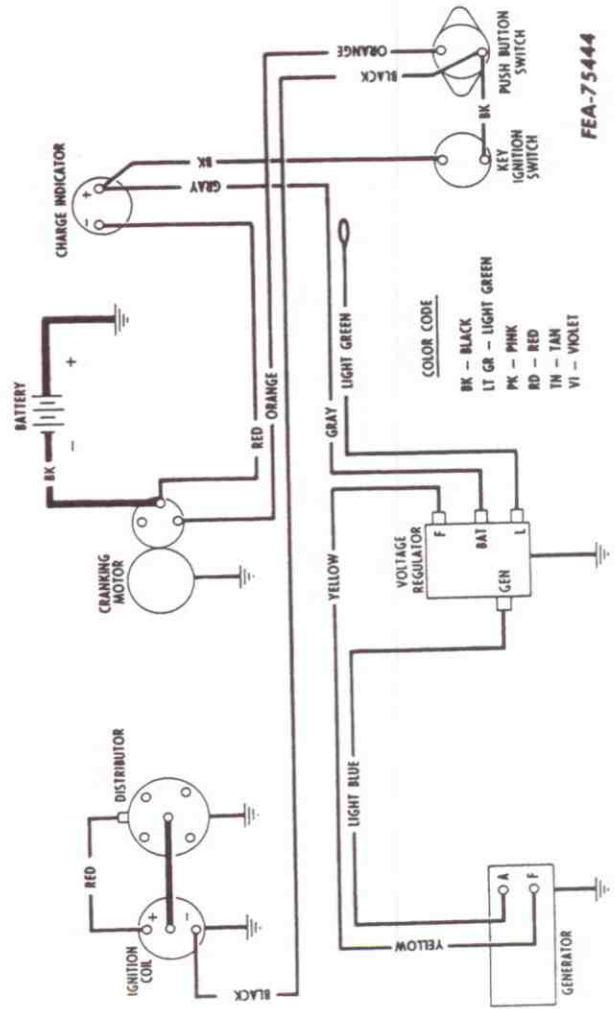 BATTERY
BK
−
+
CHARGE INDICATOR
−
+
BK
GRAY
ORANGE
BLACK
PUSH BUTTON
SWITCH
BK
KEY
IGNITION
SWITCH
FEA-75444
CRANKING
MOTOR
RED
ORANGE
GRAY
LIGHT GREEN
COLOR CODE
BK – BLACK
LT GR – LIGHT GREEN
PK – PINK
RD – RED
TN – TAN
VI – VIOLET
YELLOW
VOLTAGE
REGULATOR
F
BAT
L
GEN
DISTRIBUTOR
RED
IGNITION
COIL
+
−
BLACK
LIGHT BLUE
YELLOW
A
F
GENERATOR